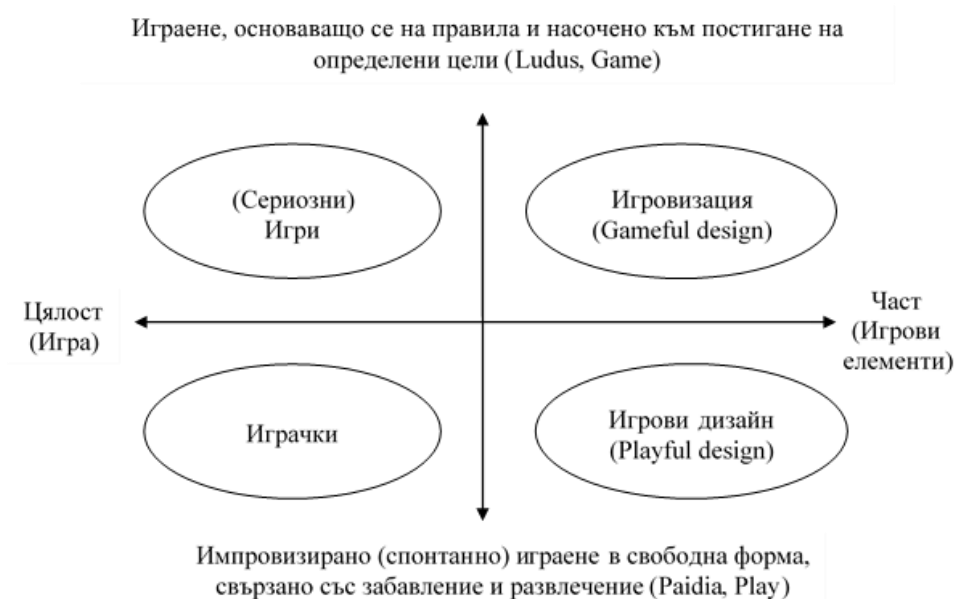 Играене, основаващо се на правила и насочено към постигане на
определени цели (Ludus, Game)
(Сериозни)
Игри
Игровизация
(Gameful design)
Цялост
(Игра)
Част
(Игрови
елементи)
Играчки
Игрови дизайн
(Playful design)
Импровизирано (спонтанно) играене в свободна форма,
свързано със забавление и развлечение (Paidia, Play)